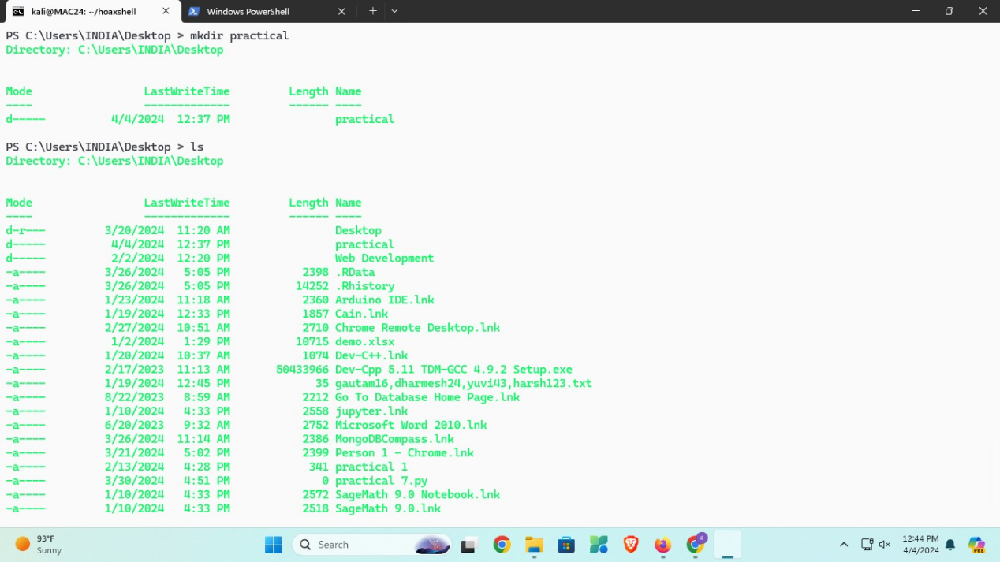 kali@MAC24: ~/hoaxshell
Windows PowerShell
PS C:\Users\INDIA\Desktop > mkdir practical
Directory: C:\Users\INDIA\Desktop
Mode LastWriteTime Length Name
---- ------------- ------ ----
d----- 4/4/2024 12:37 PM practical
PS C:\Users\INDIA\Desktop > ls
Directory: C:\Users\INDIA\Desktop
Mode LastWriteTime Length Name
---- ------------- ------ ----
d-r--- 3/20/2024 11:20 AM Desktop
d----- 4/4/2024 12:37 PM practical
d----- 2/2/2024 12:20 PM Web Development
-a---- 3/26/2024 5:05 PM 2398 .RData
-a---- 3/26/2024 5:05 PM 14252 .Rhistory
-a---- 1/23/2024 11:18 AM 2360 Arduino IDE.lnk
-a---- 1/19/2024 12:33 PM 1857 Cain.lnk
-a---- 2/27/2024 10:51 AM 2710 Chrome Remote Desktop.lnk
-a---- 1/2/2024 1:29 PM 10715 demo.xlsx
-a---- 1/20/2024 10:37 AM 1074 Dev-C++.lnk
-a---- 2/17/2023 11:13 AM 50433966 Dev-Cpp 5.11 TDM-GCC 4.9.2 Setup.exe
-a---- 1/19/2024 12:45 PM 35 gautam16,dharmesh24,yuvi43,harsh123.txt
-a---- 8/22/2023 8:59 AM 2212 Go To Database Home Page.lnk
-a---- 1/10/2024 4:33 PM 2558 jupyter.lnk
-a---- 6/20/2023 9:32 AM 2752 Microsoft Word 2010.lnk
-a---- 3/26/2024 11:14 AM 2386 MongoDBCompass.lnk
-a---- 3/21/2024 5:02 PM 2399 Person 1 - Chrome.lnk
-a---- 2/13/2024 4:28 PM 341 practical 1
-a---- 3/30/2024 4:51 PM 0 practical 7.py
-a---- 1/10/2024 4:33 PM 2572 SageMath 9.0 Notebook.lnk
-a---- 1/10/2024 4:33 PM 2518 SageMath 9.0.lnk
93°F
Sunny
Search
a
12:44 PM
4/4/2024
PRE